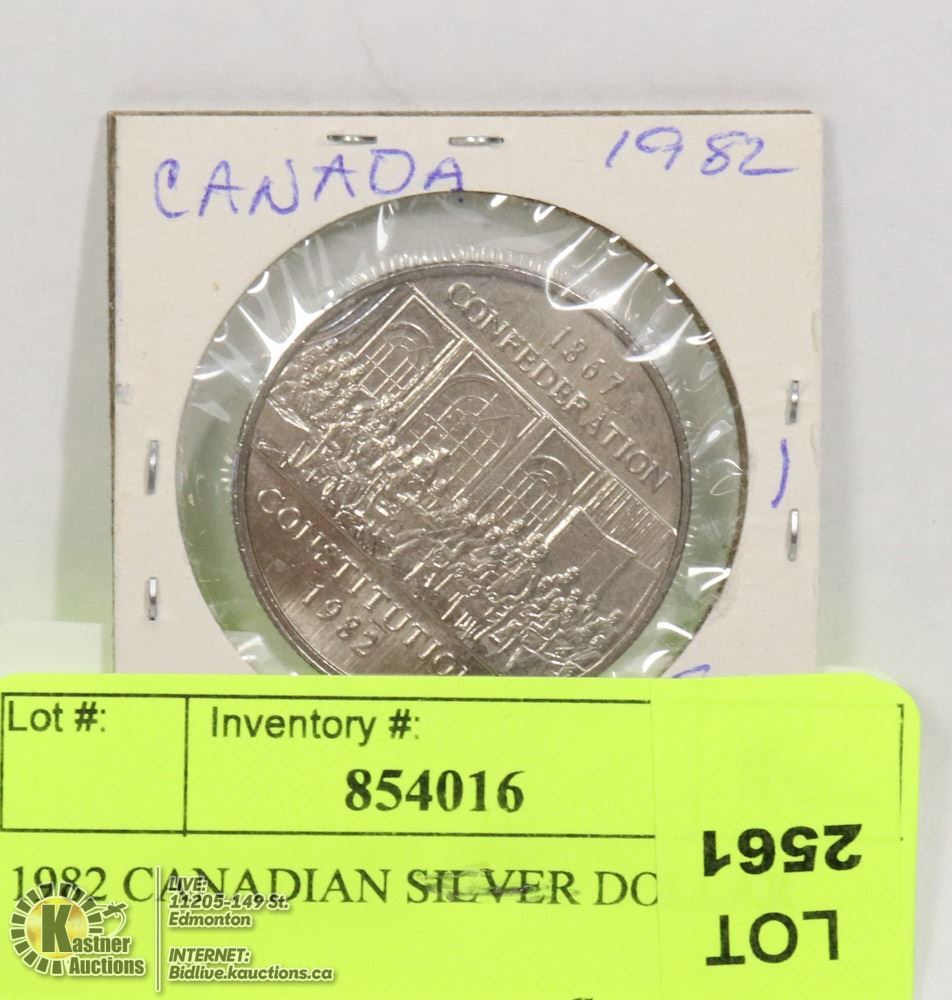 CANADA 1982
1867
CONFEDERATION
CONSTITUTION
1982
Lot #:
Inventory #:
854016
1982 CANADIAN SILVER
LOT
2561
Kastner
Auctions
LIVE:
11205-149 St.
Edmonton
INTERNET:
Bidlive.kauctions.ca